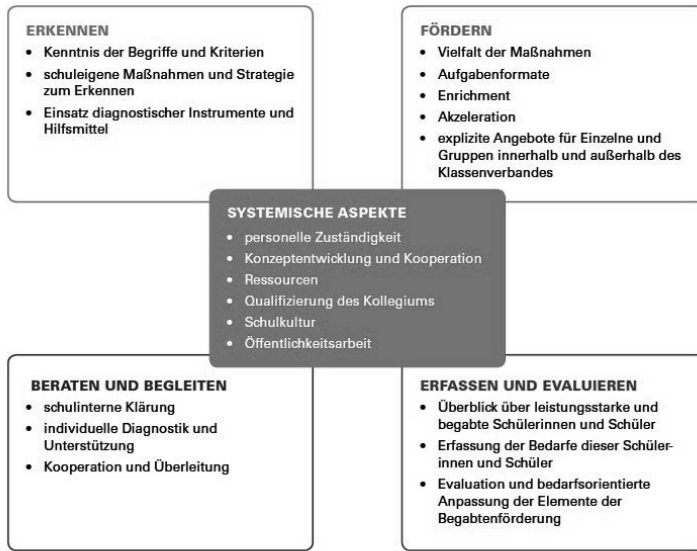 ERKENNEN
• Kenntnis der Begriffe und Kriterien
• schuleigene Maßnahmen und Strategie
zum Erkennen
• Einsatz diagnostischer Instrumente und
Hilfsmittel
FÖRDERN
• Vielfalt der Maßnahmen
• Aufgabenformate
• Enrichment
• Akzeleration
• explizite Angebote für Einzelne und
Gruppen innerhalb und außerhalb des
Klassenverbandes
SYSTEMISCHE ASPEKTE
• personelle Zuständigkeit
• Konzeptentwicklung und Kooperation
• Ressourcen
• Qualifizierung des Kollegiums
• Schulkultur
• Öffentlichkeitsarbeit
BERATEN UND BEGLEITEN
• schulinterne Klärung
• individuelle Diagnostik und
Unterstützung
• Kooperation und Überleitung
ERFASSEN UND EVALUIEREN
• Überblick über leistungsstarke und
begabte Schülerinnen und Schüler
• Erfassung der Bedarfe dieser Schüler-
innen und Schüler
• Evaluation und bedarfsorientierte
Anpassung der Elemente der
Begabtenförderung